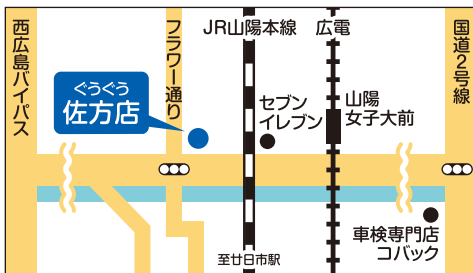 西広島バイパス
フラワー通り
JR山陽本線
広電
国道2号線
ぐうぐう
佐方店
セブン
イレブン
山陽
女子大前
車検専門店
コバック
至廿日市駅